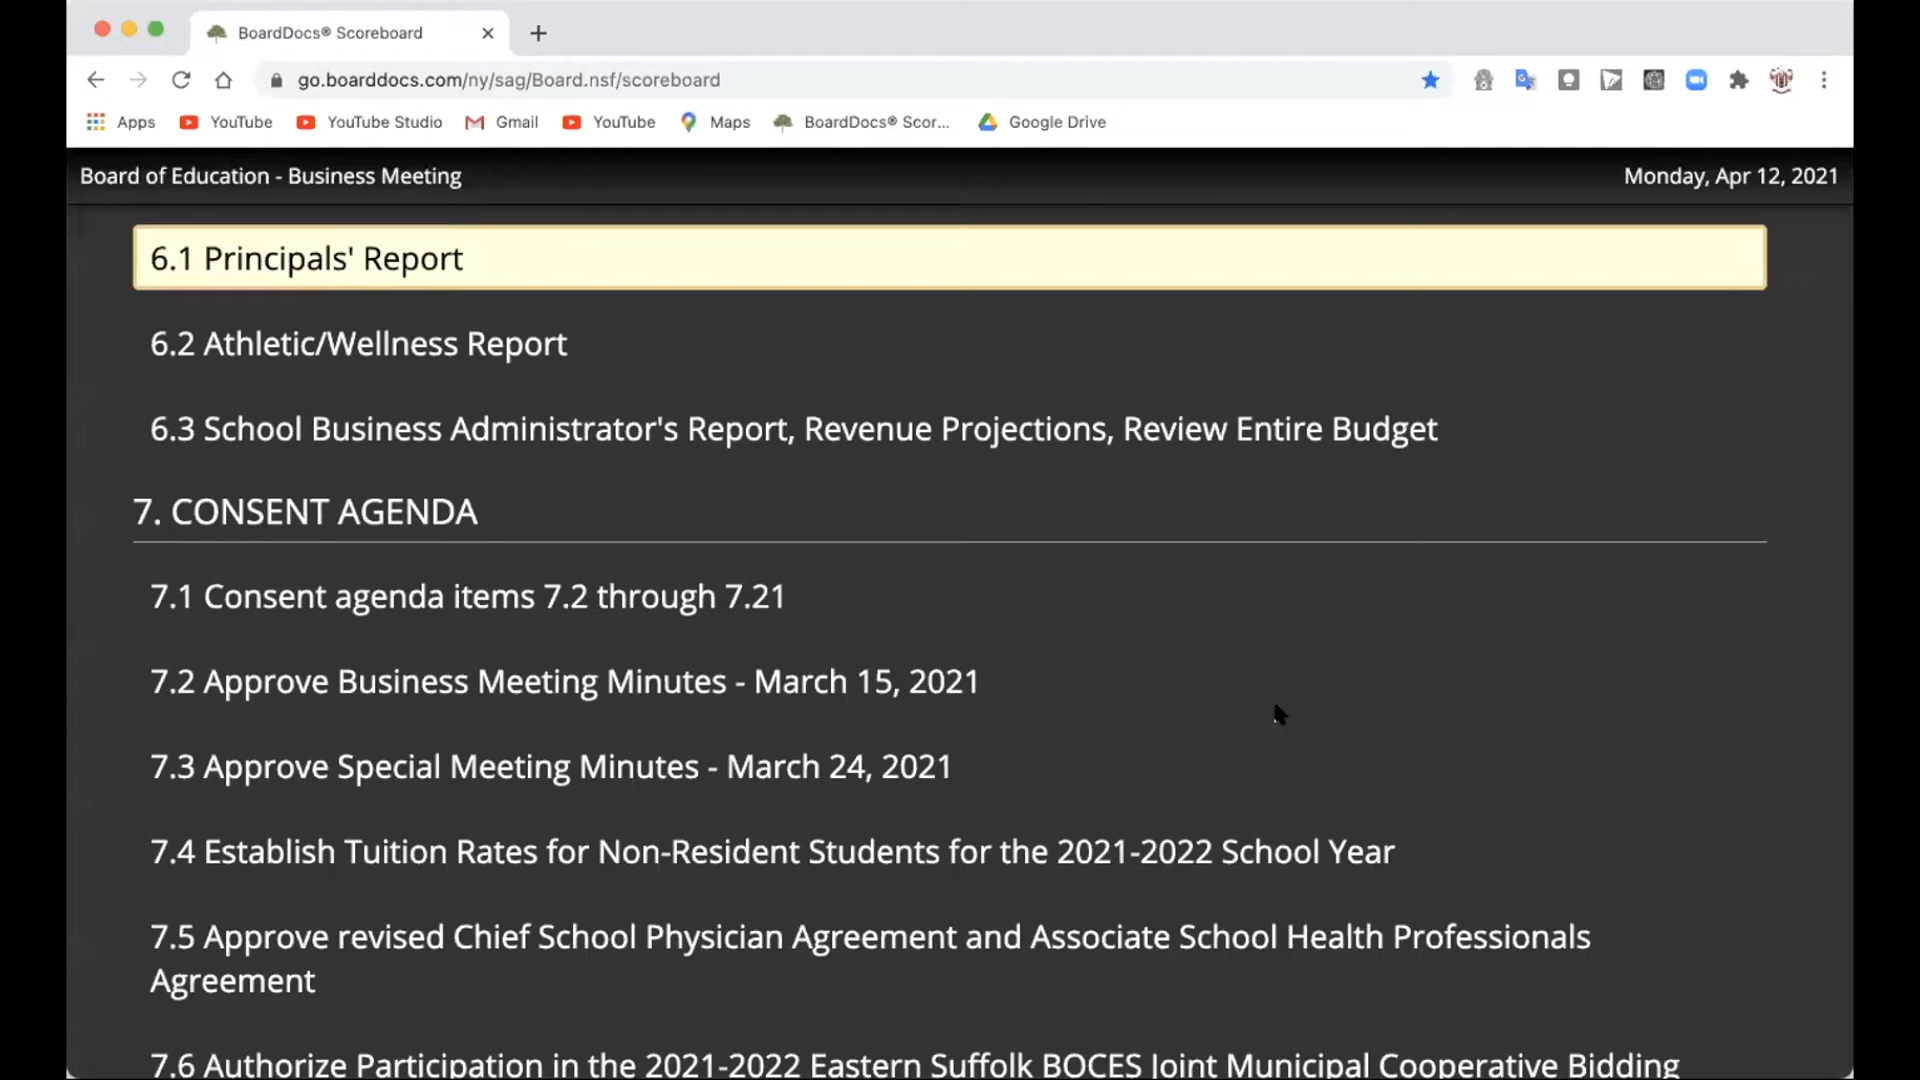 BoardDocs® Scoreboard
go.boarddocs.com/ny/sag/Board.nsf/scoreboard
Apps YouTube YouTube Studio Gmail YouTube Maps BoardDocs® Scor... Google Drive
Board of Education - Business Meeting Monday, Apr 12, 2021
6.1 Principals' Report
6.2 Athletic/Wellness Report
6.3 School Business Administrator's Report, Revenue Projections, Review Entire Budget
7. CONSENT AGENDA
7.1 Consent agenda items 7.2 through 7.21
7.2 Approve Business Meeting Minutes - March 15, 2021
7.3 Approve Special Meeting Minutes - March 24, 2021
7.4 Establish Tuition Rates for Non-Resident Students for the 2021-2022 School Year
7.5 Approve revised Chief School Physician Agreement and Associate School Health Professionals
Agreement
7.6 Authorize Participation in the 2021-2022 Eastern Suffolk BOCES Joint Municipal Cooperative Bidding